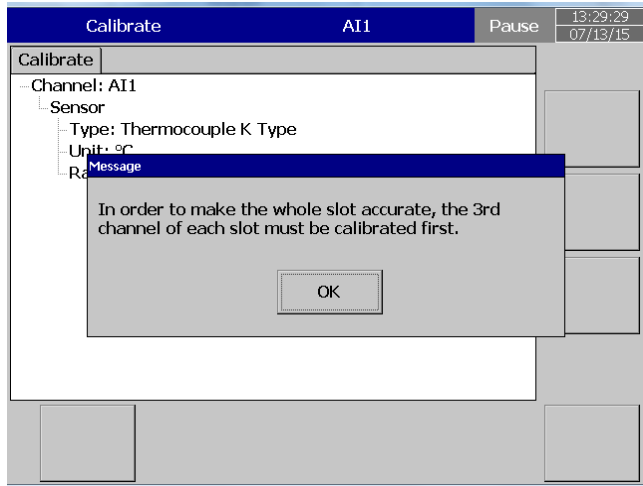 Calibrate AI1 Pause 13:29:29
07/13/15
Calibrate
Channel: AI1
Sensor
Type: Thermocouple K Type
Unit: °C
Message
In order to make the whole slot accurate, the 3rd
channel of each slot must be calibrated first.
OK